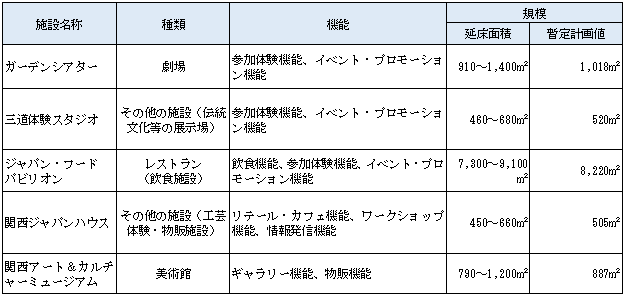 施設名称 種類 機能 規模
延床面積 暫定計画値
ガーデンシアター 劇場 参加体験機能、イベント・プロモーショ
ン機能 910～1,400㎡ 1,018㎡
三道体験スタジオ その他の施設（伝統
文化等の展示場） 参加体験機能、イベント・プロモーショ
ン機能 460～680㎡ 520㎡
ジャパン・フード
パビリオン レストラン
（飲食施設） 飲食機能、参加体験機能、イベント・プロ
モーション機能 7,300～9,100
㎡ 8,220㎡
関西ジャパンハウス その他の施設（工芸
体験・物販施設） リテール・カフェ機能、ワークショップ
機能、情報発信機能 450～660㎡ 505㎡
関西アート＆カルチ
ャーミュージアム 美術館 ギャラリー機能、物販機能 790～1,200㎡ 887㎡